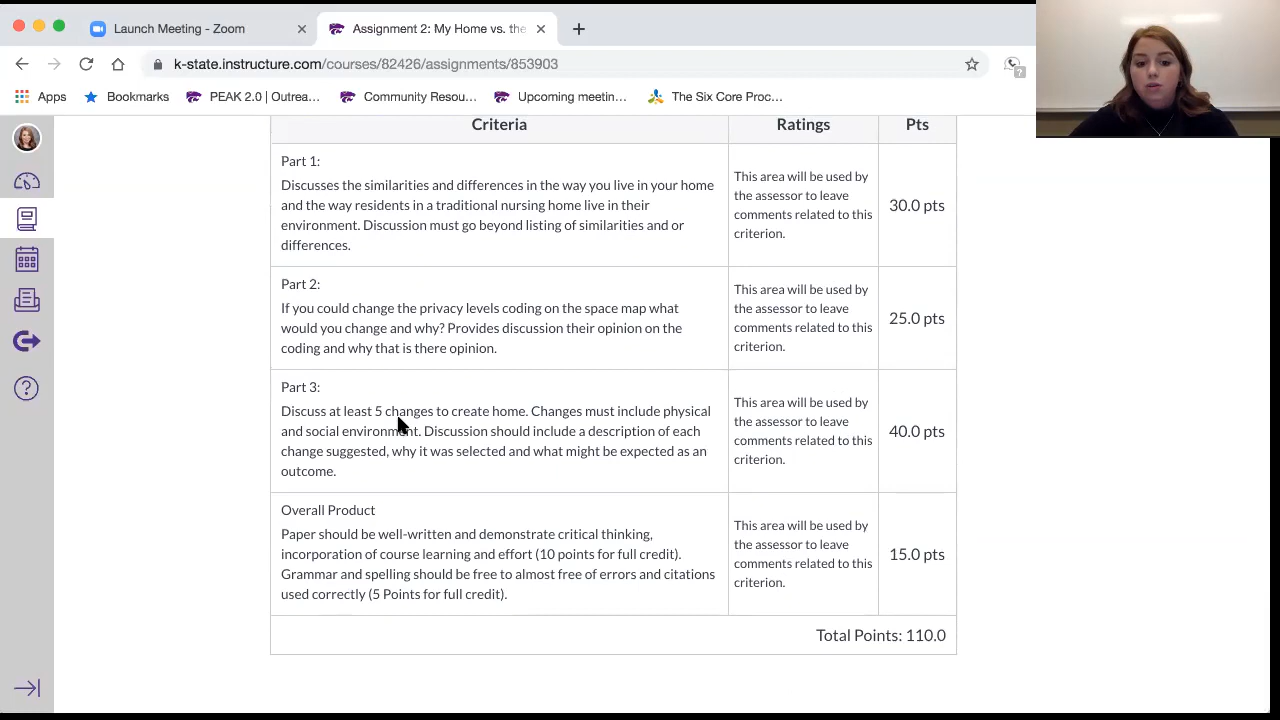 Launch Meeting - Zoom
Assignment 2: My Home vs. the
k-state.instructure.com/courses/82426/assignments/853903
Apps
Bookmarks
PEAK 2.0 | Outrea...
Community Resou...
Upcoming meetin...
The Six Core Proc...
Criteria
Ratings
Pts
Part 1:
Discusses the similarities and differences in the way you live in your home
and the way residents in a traditional nursing home live in their
environment. Discussion must go beyond listing of similarities and or
differences.
This area will be used by
the assessor to leave
comments related to this
criterion.
30.0 pts
Part 2:
If you could change the privacy levels coding on the space map what
would you change and why? Provides discussion their opinion on the
coding and why that is there opinion.
This area will be used by
the assessor to leave
comments related to this
criterion.
25.0 pts
Part 3:
Discuss at least 5 changes to create home. Changes must include physical
and social environment. Discussion should include a description of each
change suggested, why it was selected and what might be expected as an
outcome.
This area will be used by
the assessor to leave
comments related to this
criterion.
40.0 pts
Overall Product
Paper should be well-written and demonstrate critical thinking,
incorporation of course learning and effort (10 points for full credit).
Grammar and spelling should be free to almost free of errors and citations
used correctly (5 Points for full credit).
This area will be used by
the assessor to leave
comments related to this
criterion.
15.0 pts
Total Points: 110.0